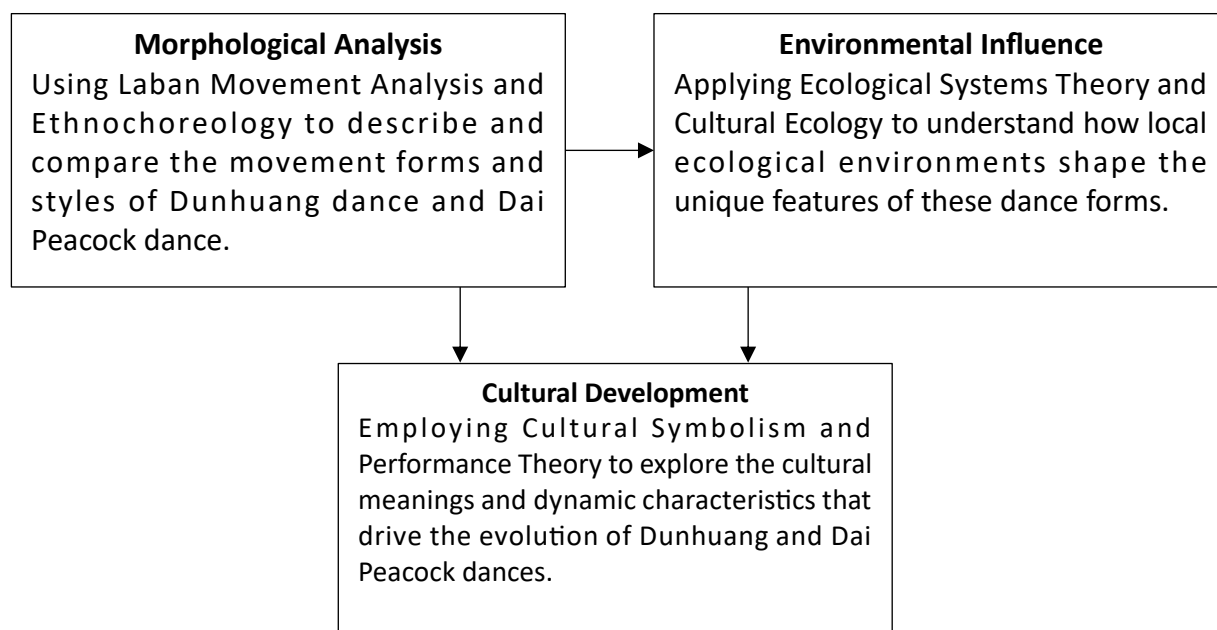 Morphological Analysis
Using Laban Movement Analysis and
Ethnochoreology to describe and
compare the movement forms and
styles of Dunhuang dance and Dai
Peacock dance.
Environmental Influence
Applying Ecological Systems Theory and
Cultural Ecology to understand how local
ecological environments shape the
unique features of these dance forms.
Cultural Development
Employing Cultural Symbolism and
Performance Theory to explore the cultural
meanings and dynamic characteristics that
drive the evolution of Dunhuang and Dai
Peacock dances.